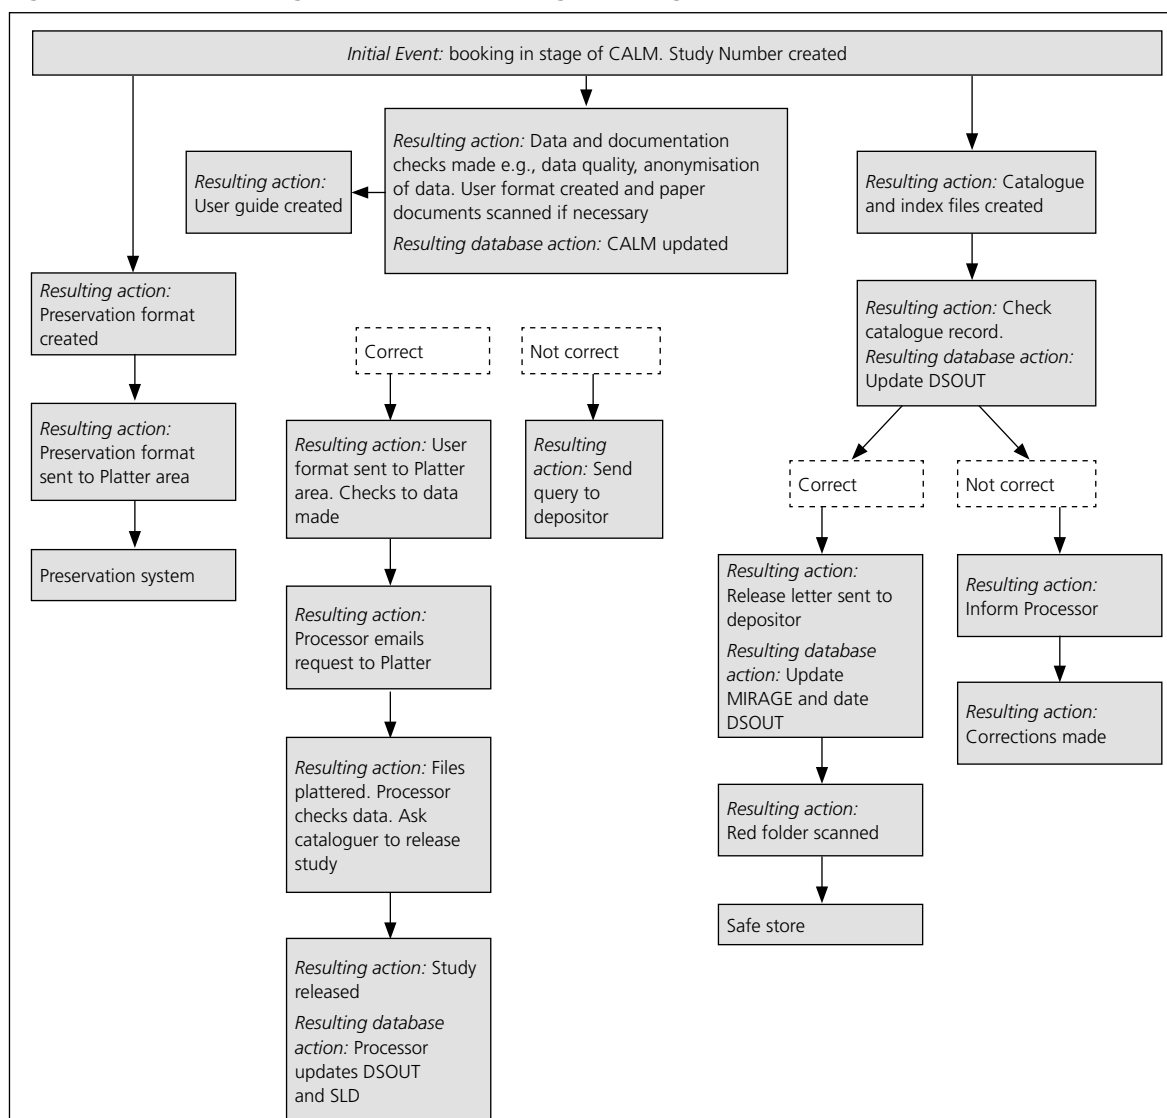 Initial Event: booking in stage of CALM. Study Number created
Resulting action: Data and documentation
checks made e.g., data quality, anonymisation
of data. User format created and paper
documents scanned if necessary
Resulting database action: CALM updated
Resulting action:
User guide created
Resulting action: Catalogue
and index files created
Resulting action:
Preservation format
created
Resulting action: Check
catalogue record.
Resulting database action:
Update DSOUT
Correct
Not correct
Resulting action:
Preservation format
sent to Platter area
Resulting action: User
format sent to Platter
area. Checks to data
made
Resulting
action: Send
query to
depositor
Correct
Not correct
Preservation system
Resulting action:
Release letter sent to
depositor
Resulting database
action: Update
MIRAGE and date
DSOUT
Resulting action:
Inform Processor
Resulting action:
Processor emails
request to Platter
Resulting action:
Corrections made
Resulting action: Files
plattered. Processor
checks data. Ask
cataloguer to release
study
Resulting action:
Red folder scanned
Safe store
Resulting action: Study
released
Resulting database
action: Processor
updates DSOUT
and SLD